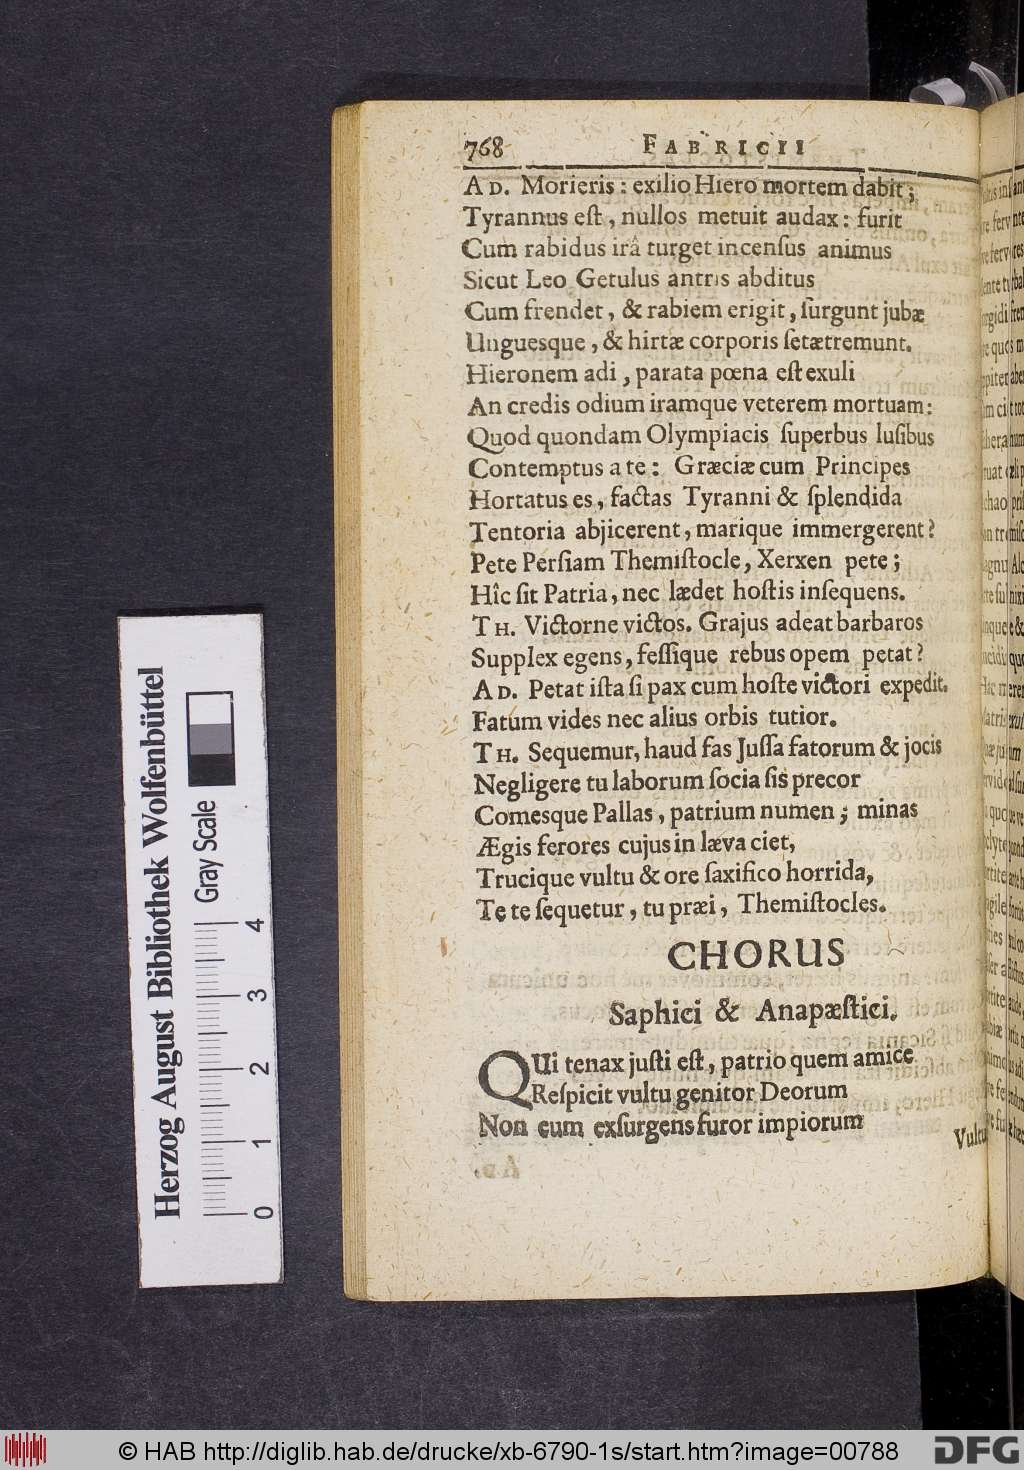 768 FABRICII
AD. Morieris : exilio Hiero mortem dabit ;
Tyrannus eſt , nullos metuit audax : furit
Cum rabidus irâ turget incenſus animus
Sicut Leo Getulus antris abditus
Cum frendet , & rabiem erigit , ſurgunt jubæ
Unguesque , & hirtæ corporis ſetætremunt.
Hieronem adi , parata pœna eſt exuli
An credis odium iramque veterem mortuam :
Quod quondam Olympiacis ſuperbus luſibus
Contemptus a te : Græciæ cum Principes
Hortatus es , factas Tyranni & ſplendida
Tentoria abjicerent , marique immergerent ?
Pete Perſiam Themiſtocle , Xerxen pete ;
Hîc ſit Patria , nec lædet hoſtis inſequens.
TH. Victorne victos. Grajus adeat barbaros
Supplex egens , feſſique rebus opem petat ?
AD. Petat iſta ſi pax cum hoſte victori expedit.
Fatum vides nec alius orbis tutior.
TH. Sequemur, haud fas Juſſa fatorum & jocis
Negligere tu laborum ſocia ſis precor
Comesque Pallas , patrium numen ; minas
Ægis ferores cujus in læva ciet,
Trucique vultu & ore ſaxifico horrida,
Te te ſequetur , tu præi , Themiſtocles.
CHORUS
Saphici & Anapæſtici.
QUi tenax juſti eſt , patrio quem amice
Reſpicit vultu genitor Deorum
Non eum exſurgens furor impiorum
Vultu
Herzog August Bibliothek Wolfenbüttel
Gray Scale
0 1 2 3 4
© HAB http://diglib.hab.de/drucke/xb-6790-1s/start.htm?image=00788
DFG